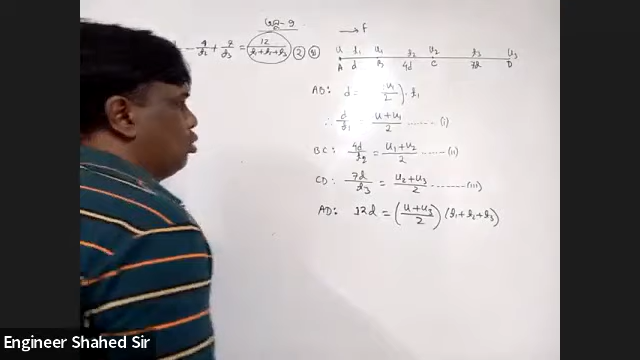 → f
- 4/t₂ + 7/t₃ = 12/(t₁+t₂+t₃) ② ④
u t₁ u₁ t₂ u₂ t₃ u₃
A d B 4d C 7d D
AB: d = u₁/2) · t₁
∴ d/t₁ = (u+u₁)/2 ....... (i)
BC: 4d/t₂ = (u₁+u₂)/2 ...... (ii)
CD: 7d/t₃ = (u₂+u₃)/2 ......... (iii)
AD: 12d = ((u+u₃)/2) (t₁+t₂+t₃)
Engineer Shahed Sir